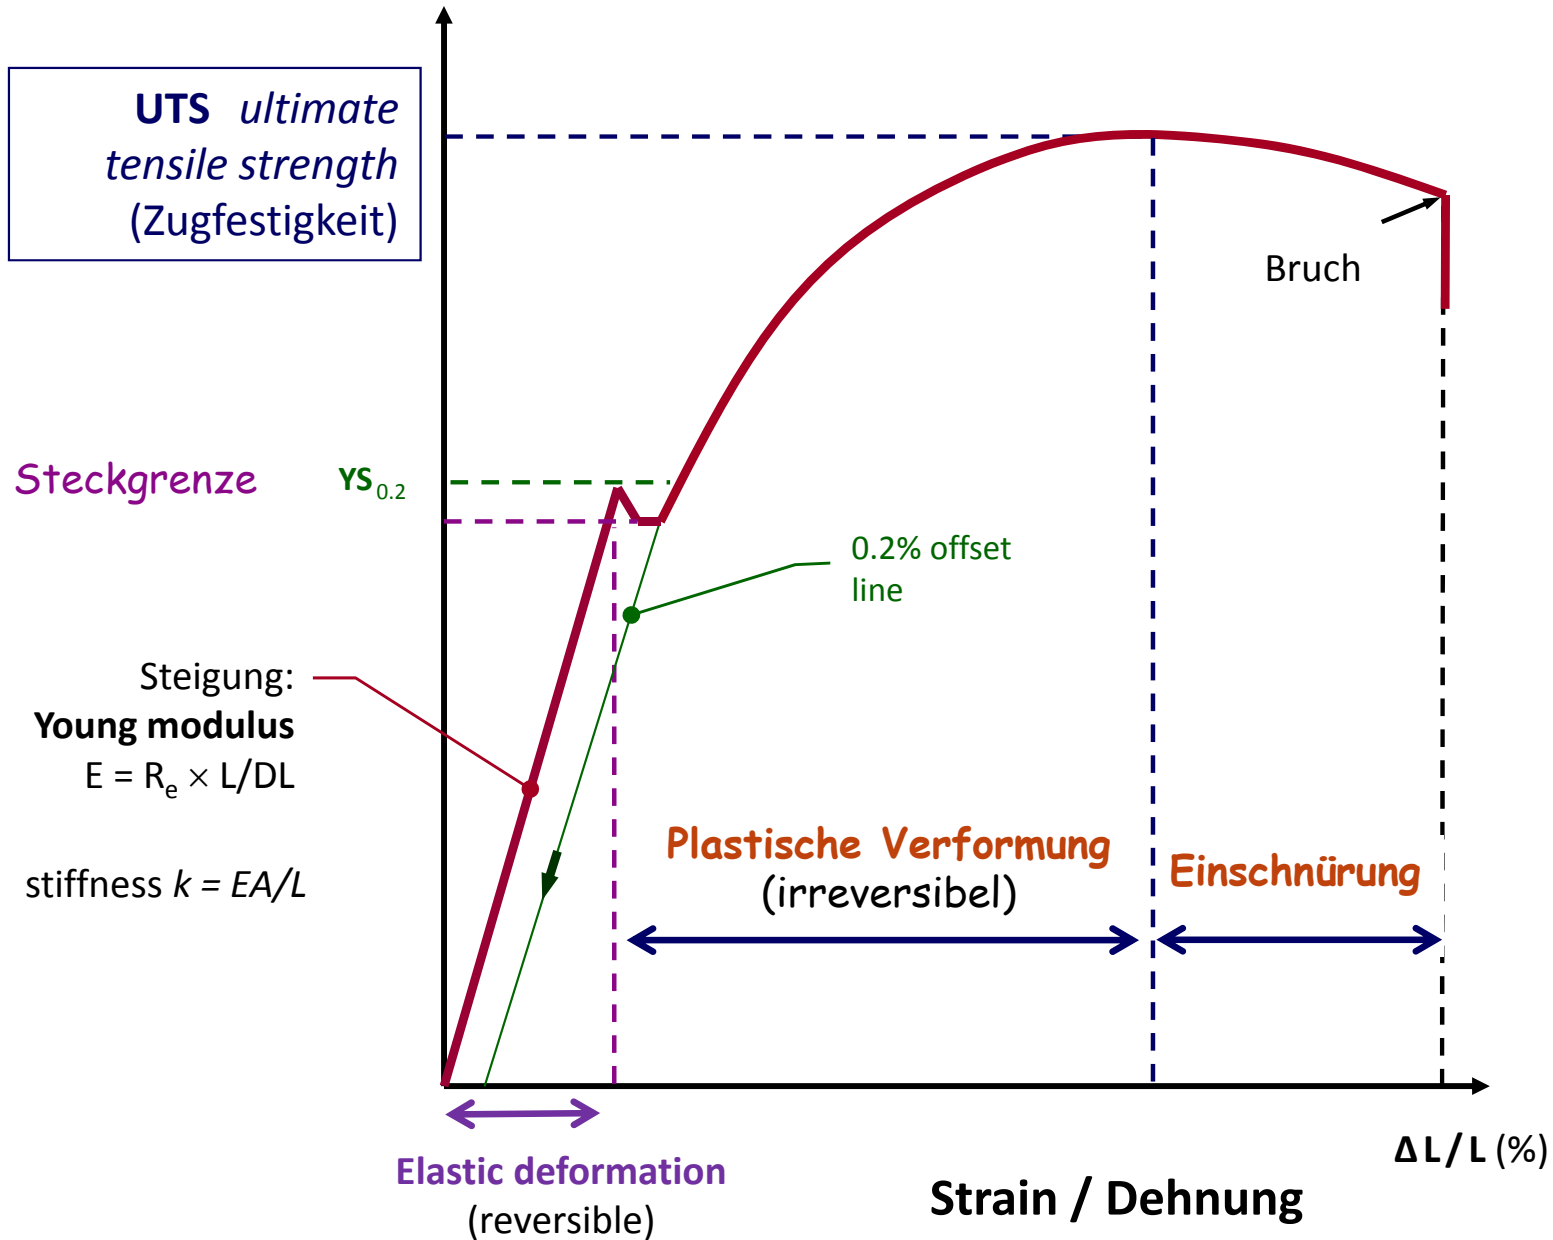 UTS ultimate
tensile strength
(Zugfestigkeit)
Bruch
Steckgrenze
YS0.2
0.2% offset
line
Steigung:
Young modulus
E = Re × L/DL
stiffness k = EA/L
Plastische Verformung
(irreversibel)
Einschnürung
Elastic deformation
(reversible)
Δ L / L (%)
Strain / Dehnung